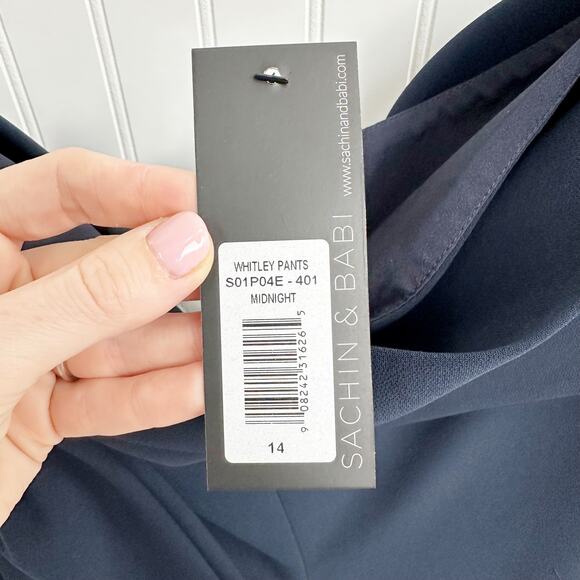 WHITLEY PANTS
S01P04E - 401
MIDNIGHT
9 08242 31626 5
14
SACHIN & BABI www.sachinandbabi.com